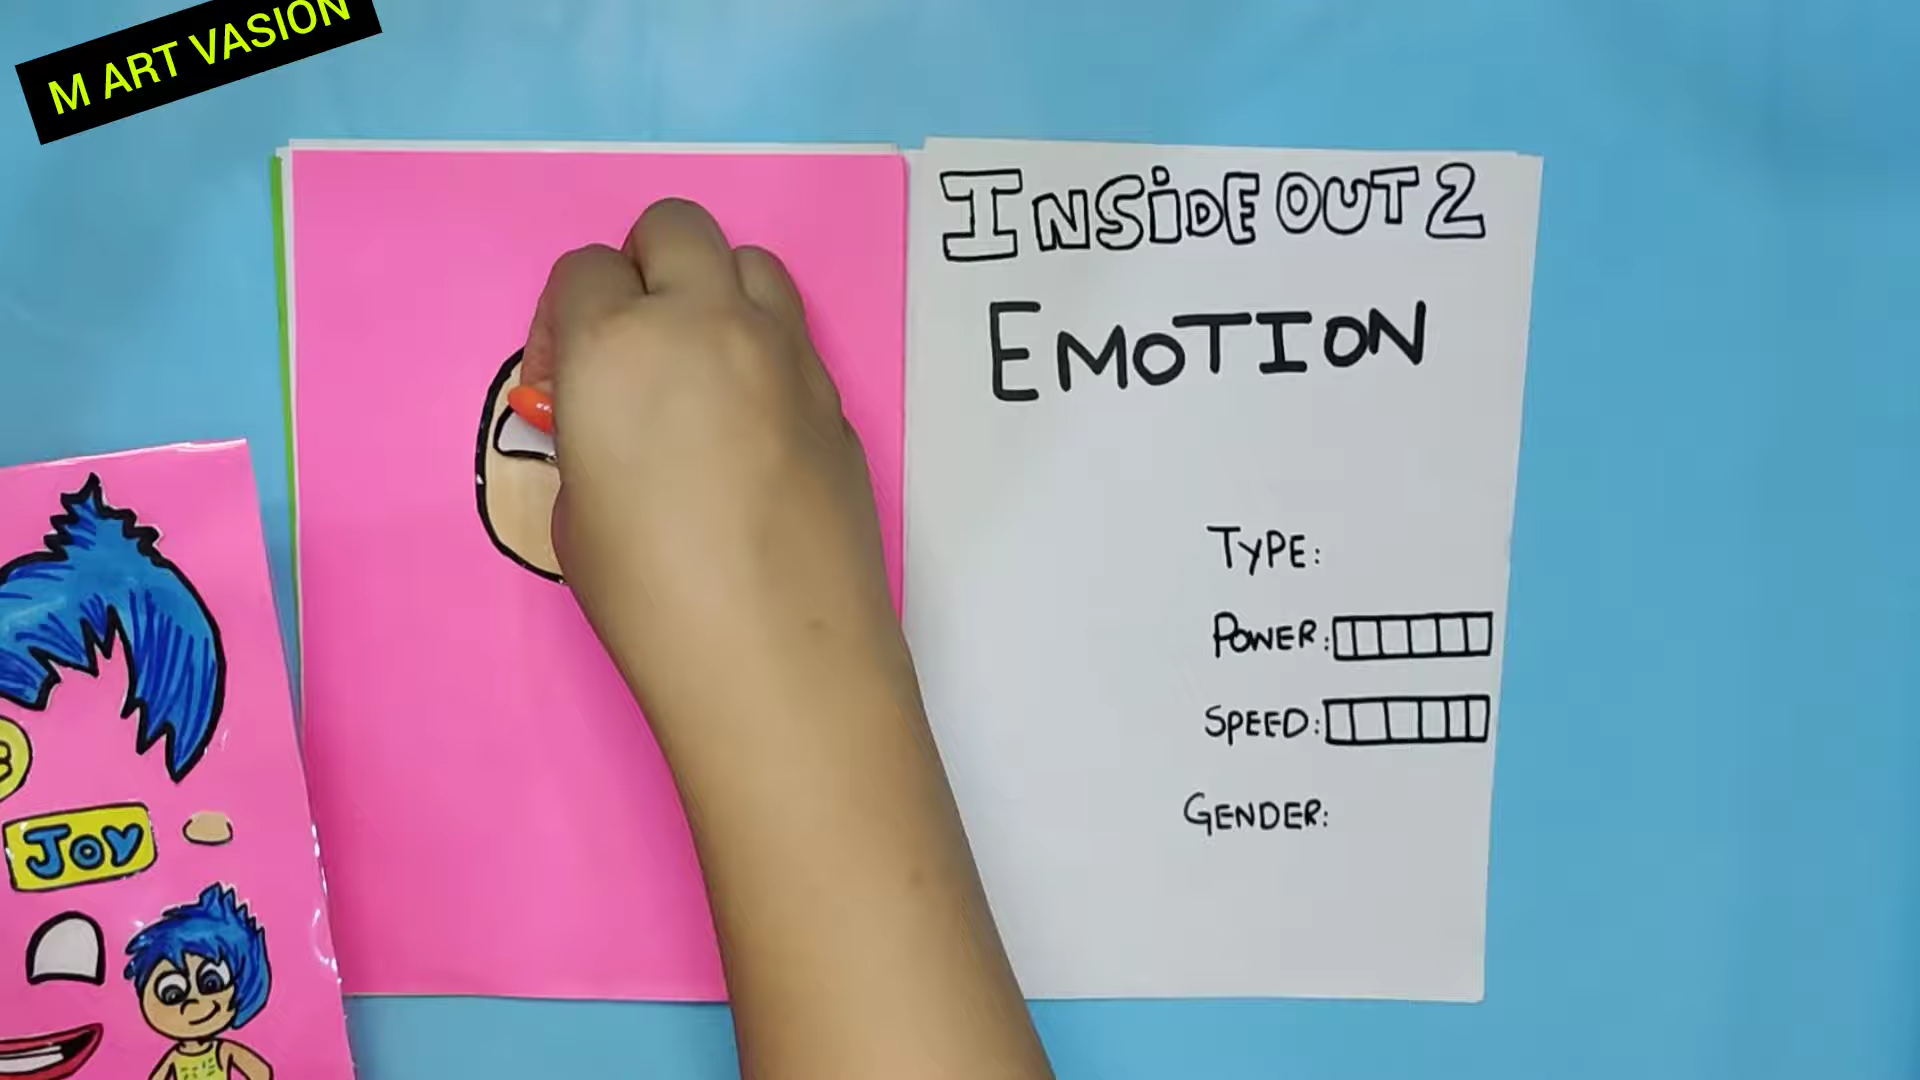 M ART VASION
INSiDE OUT 2
EMOTION
TYPE:
POWER:
SPEED:
GENDER:
JOY